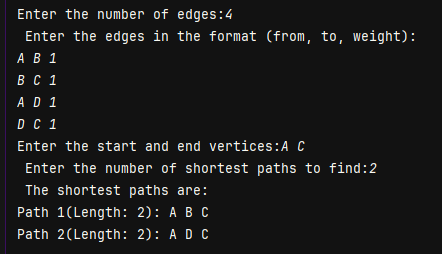 Enter the number of edges:4
Enter the edges in the format (from, to, weight):
A B 1
B C 1
A D 1
D C 1
Enter the start and end vertices:A C
Enter the number of shortest paths to find:2
The shortest paths are:
Path 1(Length: 2): A B C
Path 2(Length: 2): A D C